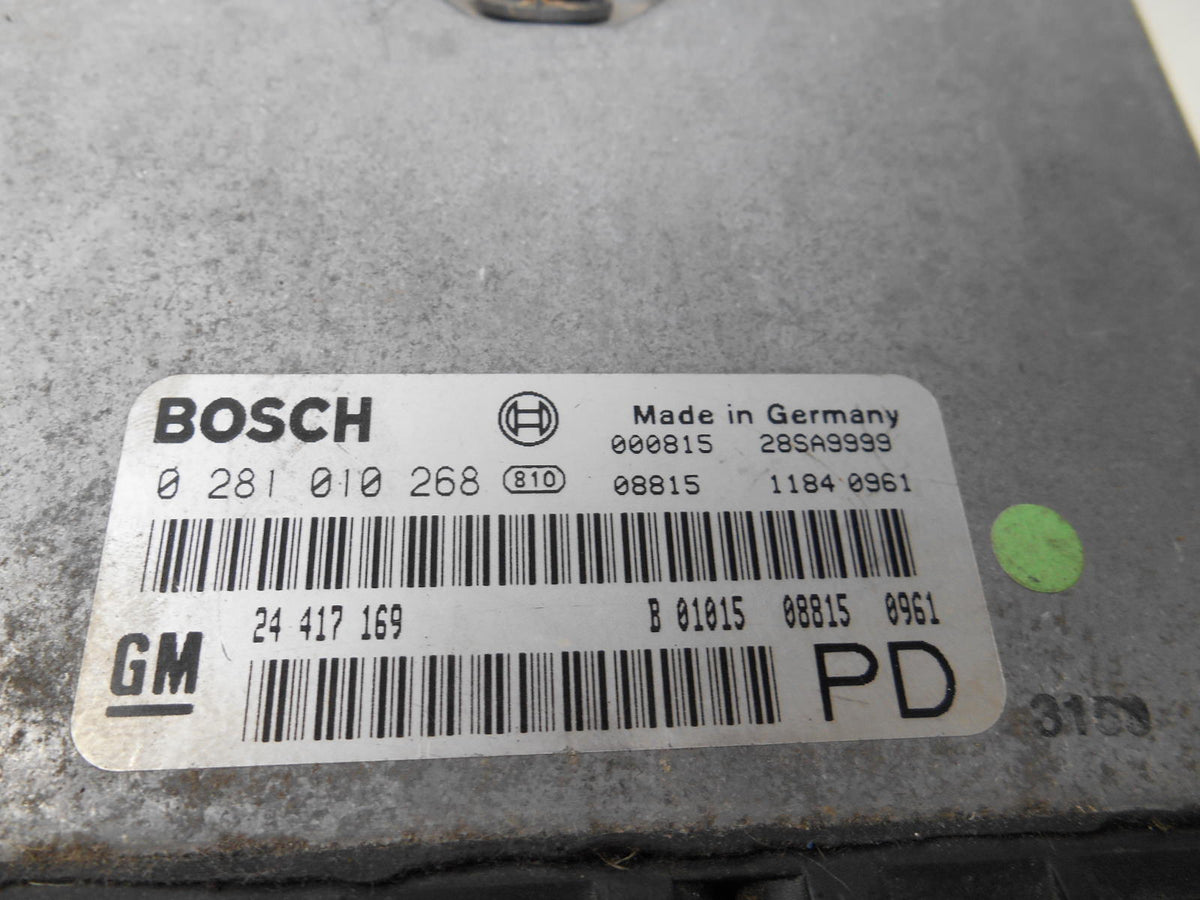 BOSCH Made in Germany
000815 28SA9999
0 281 010 268 810 08815 1184 0961
24 417 169 B 01015 08815 0961
GM PD